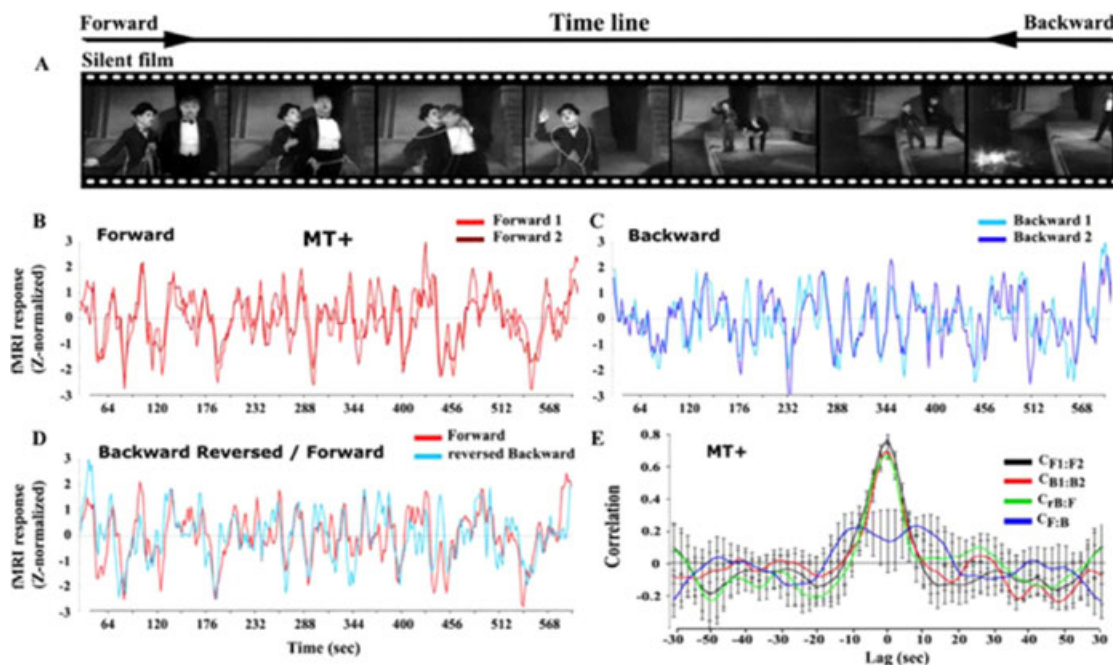 Forward Time line Backward
A Silent film
B Forward MT+ Forward 1
Forward 2
fMRI response
(Z-normalized)
3
2
1
0
-1
-2
-3
64 120 176 232 288 344 400 456 512 568
C Backward Backward 1
Backward 2
3
2
1
0
-1
-2
-3
64 120 176 232 288 344 400 456 512 568
D Backward Reversed / Forward Forward
reversed Backward
fMRI response
(Z-normalized)
3
2
1
0
-1
-2
-3
64 120 176 232 288 344 400 456 512 568
Time (sec)
E MT+
CF1:F2
CB1:B2
CrB:F
CF:B
Correlation
0.8
0.6
0.4
0.2
0
-0.2
-30 -50 -40 -30 -20 -10 0 10 20 30 40 50 30
Lag (sec)